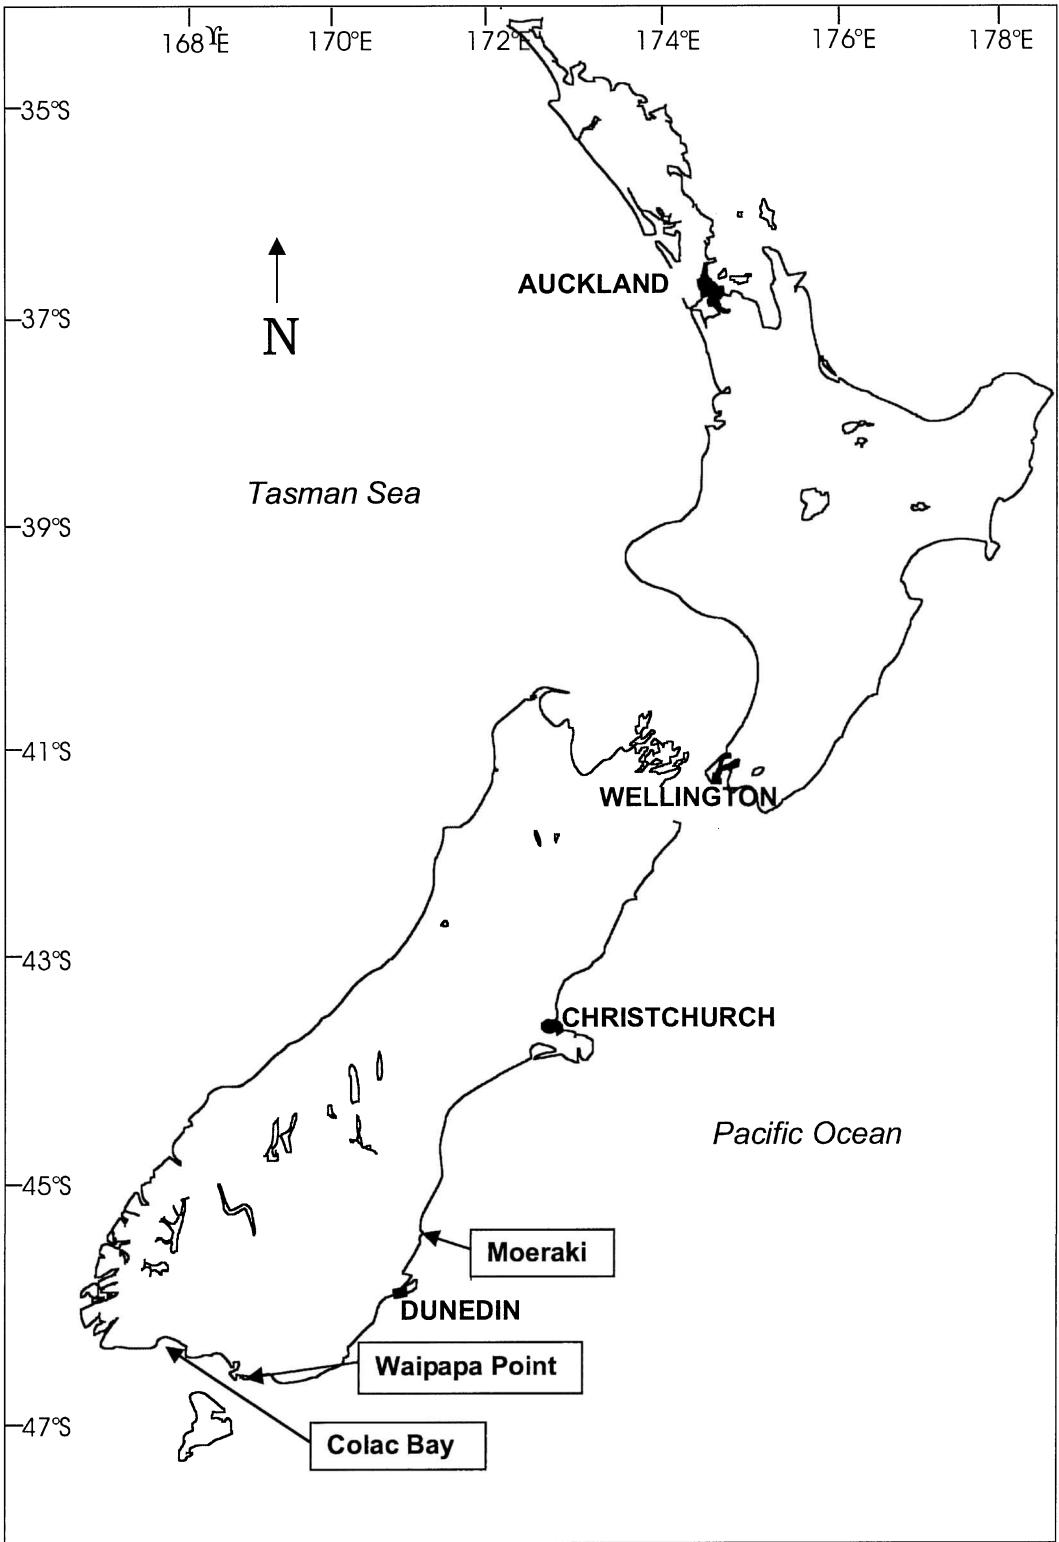 168°E 170°E 172°E 174°E 176°E 178°E
35°S
AUCKLAND
37°S
N
Tasman Sea
39°S
41°S
WELLINGTON
43°S
CHRISTCHURCH
Pacific Ocean
45°S
Moeraki
DUNEDIN
Waipapa Point
47°S
Colac Bay